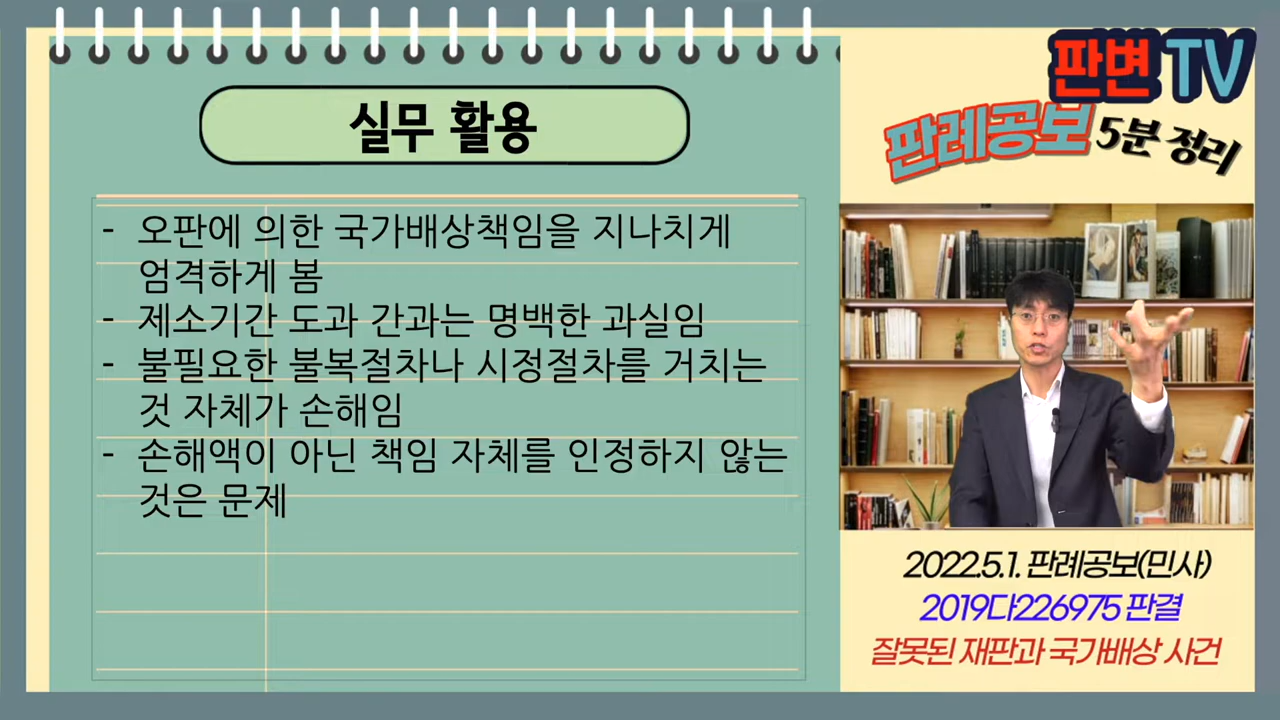 실무 활용
- 오판에 의한 국가배상책임을 지나치게
엄격하게 봄
- 제소기간 도과 간과는 명백한 과실임
- 불필요한 불복절차나 시정절차를 거치는
것 자체가 손해임
- 손해액이 아닌 책임 자체를 인정하지 않는
것은 문제
판변 TV
판례공보 5분 정리
2022.5.1. 판례공보(민사)
2019다226975 판결
잘못된 재판과 국가배상 사건